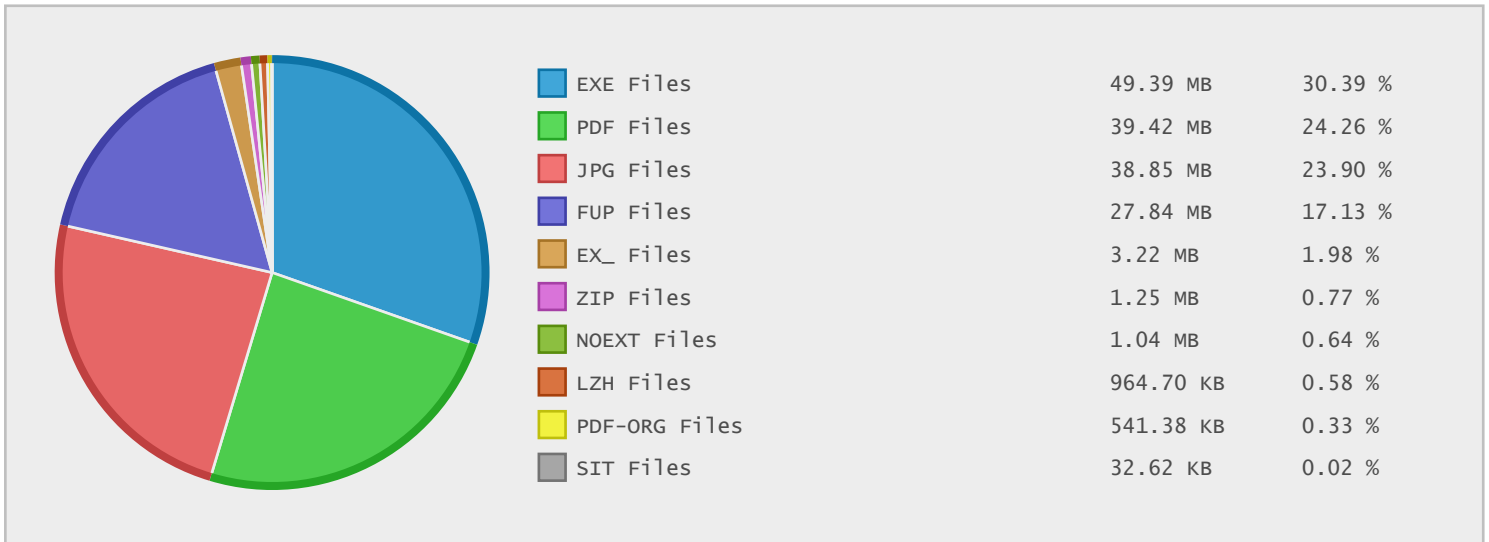 EXE Files 49.39 MB 30.39 %
PDF Files 39.42 MB 24.26 %
JPG Files 38.85 MB 23.90 %
FUP Files 27.84 MB 17.13 %
EX_ Files 3.22 MB 1.98 %
ZIP Files 1.25 MB 0.77 %
NOEXT Files 1.04 MB 0.64 %
LZH Files 964.70 KB 0.58 %
PDF-ORG Files 541.38 KB 0.33 %
SIT Files 32.62 KB 0.02 %